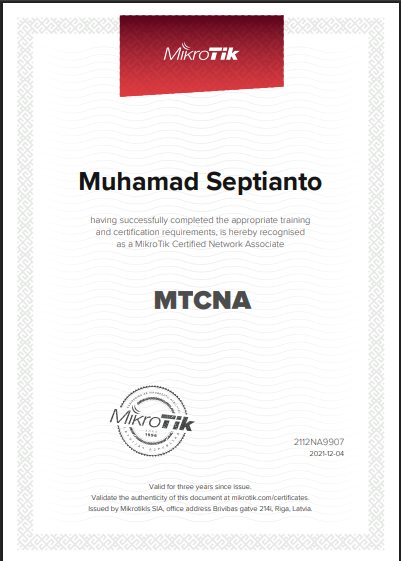 MikroTik
Muhamad Septianto
having successfully completed the appropriate training
and certification requirements, is hereby recognised
as a MikroTik Certified Network Associate
MTCNA
MikroTik
1996
2112NA9907
2021-12-04
Valid for three years since issue.
Validate the authenticity of this document at mikrotik.com/certificates.
Issued by Mikrotikls SIA, office address Brivibas gatve 214i, Riga, Latvia.